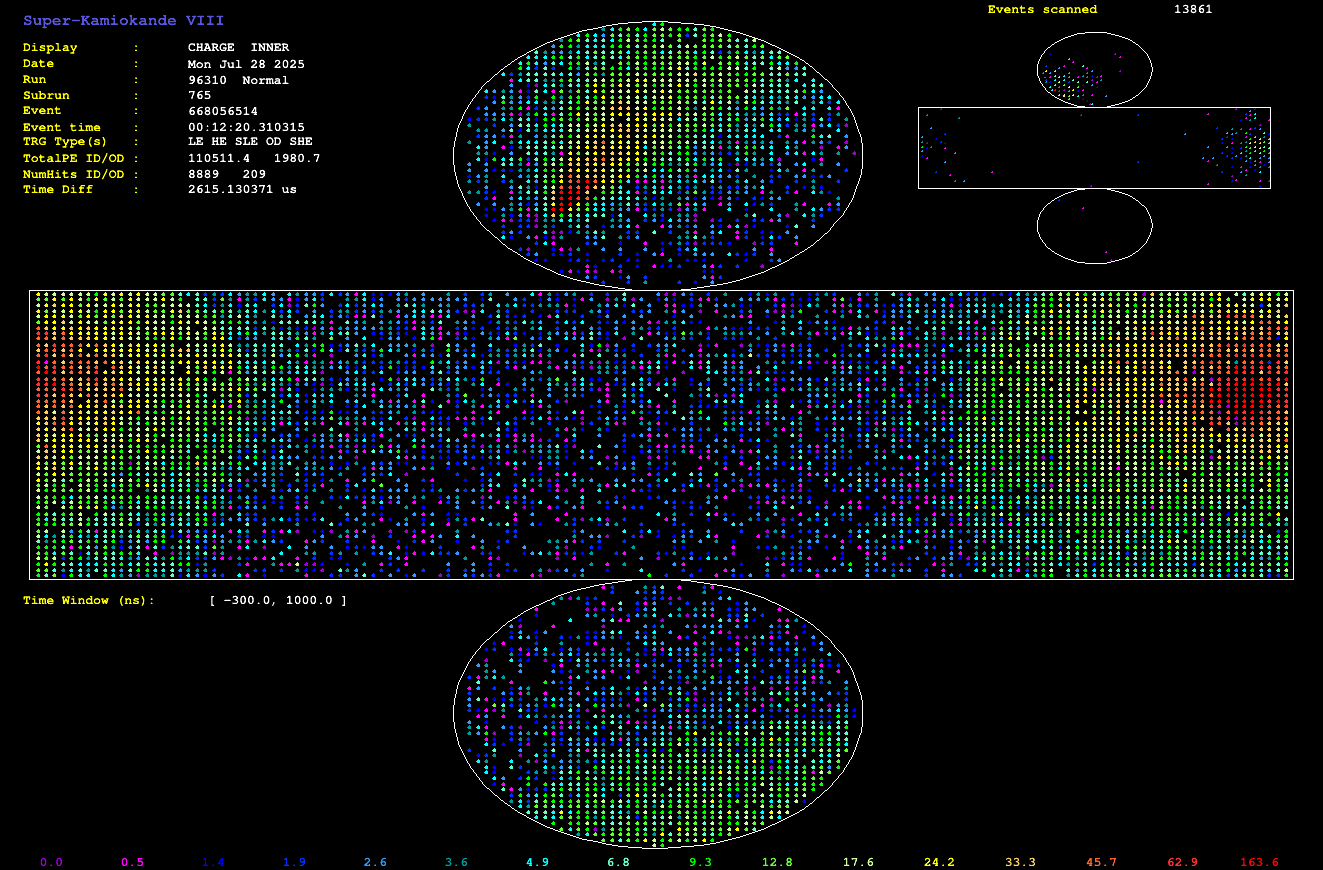 Super-Kamiokande VIII
Display : CHARGE INNER
Date : Mon Jul 28 2025
Run : 96310 Normal
Subrun : 765
Event : 668056514
Event time : 00:12:20.310315
TRG Type(s) : LE HE SLE OD SHE
TotalPE ID/OD : 110511.4 1980.7
NumHits ID/OD : 8889 209
Time Diff : 2615.130371 us
Events scanned 13861
Time Window (ns): [ -300.0, 1000.0 ]
0.0 0.5 1.4 1.9 2.6 3.6 4.9 6.8 9.3 12.8 17.6 24.2 33.3 45.7 62.9 163.6